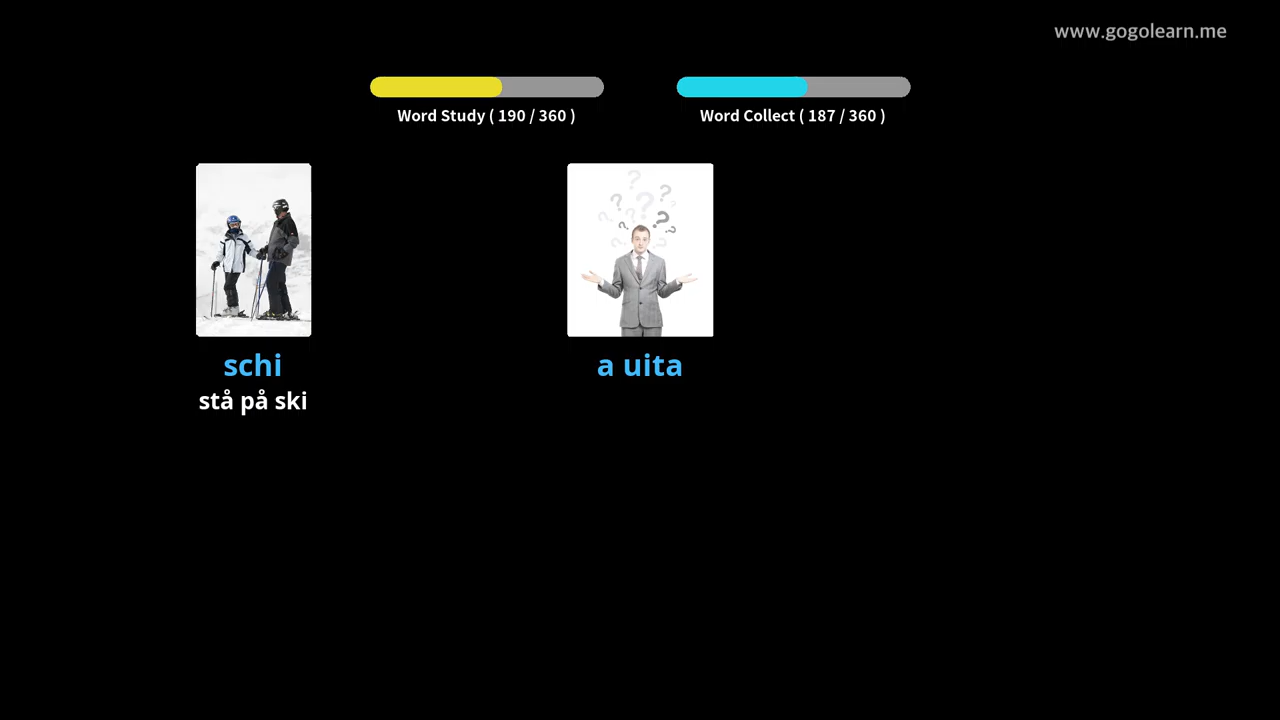 www.gogolearn.me
Word Study ( 190 / 360 )
Word Collect ( 187 / 360 )
schi
stå på ski
a uita